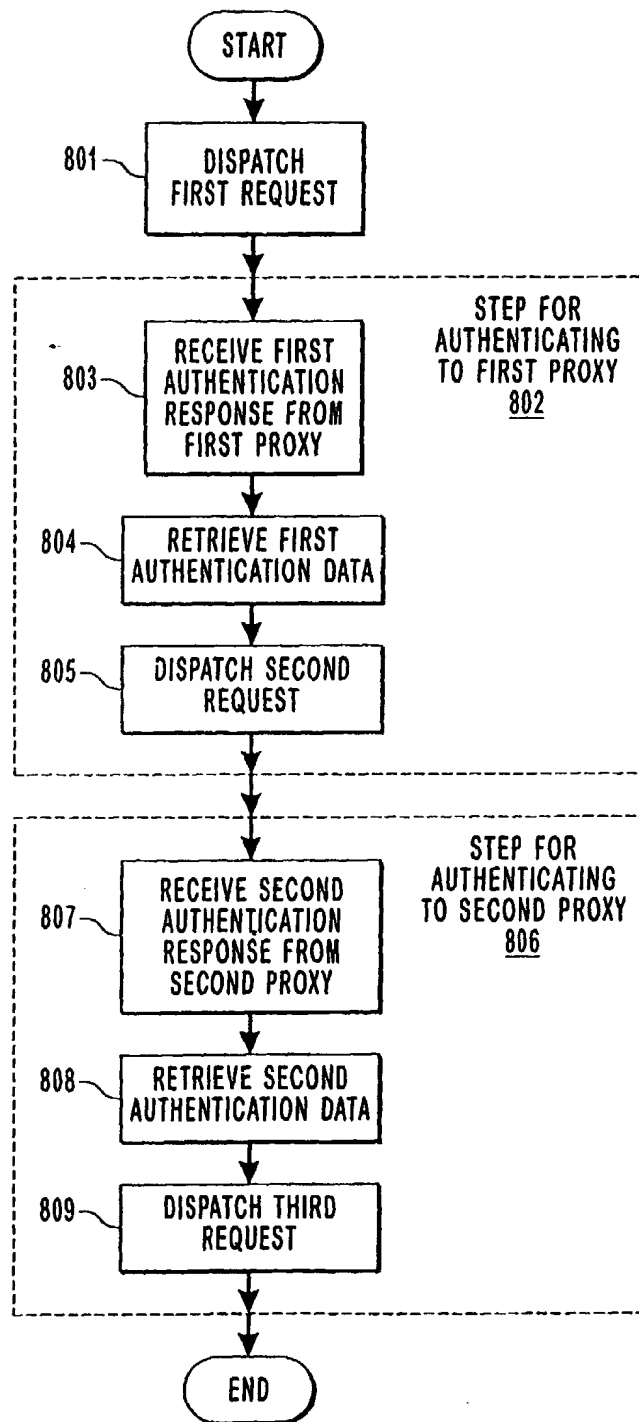 START
801
DISPATCH
FIRST REQUEST
STEP FOR
AUTHENTICATING
TO FIRST PROXY
802
803
RECEIVE FIRST
AUTHENTICATION
RESPONSE FROM
FIRST PROXY
804
RETRIEVE FIRST
AUTHENTICATION DATA
805
DISPATCH SECOND
REQUEST
STEP FOR
AUTHENTICATING
TO SECOND PROXY
806
807
RECEIVE SECOND
AUTHENTICATION
RESPONSE FROM
SECOND PROXY
808
RETRIEVE SECOND
AUTHENTICATION DATA
809
DISPATCH THIRD
REQUEST
END